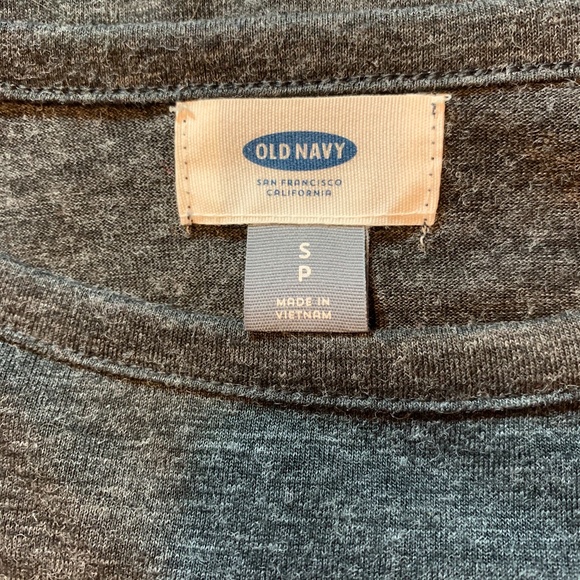 OLD NAVY
SAN FRANCISCO
CALIFORNIA
S
P
MADE IN
VIETNAM